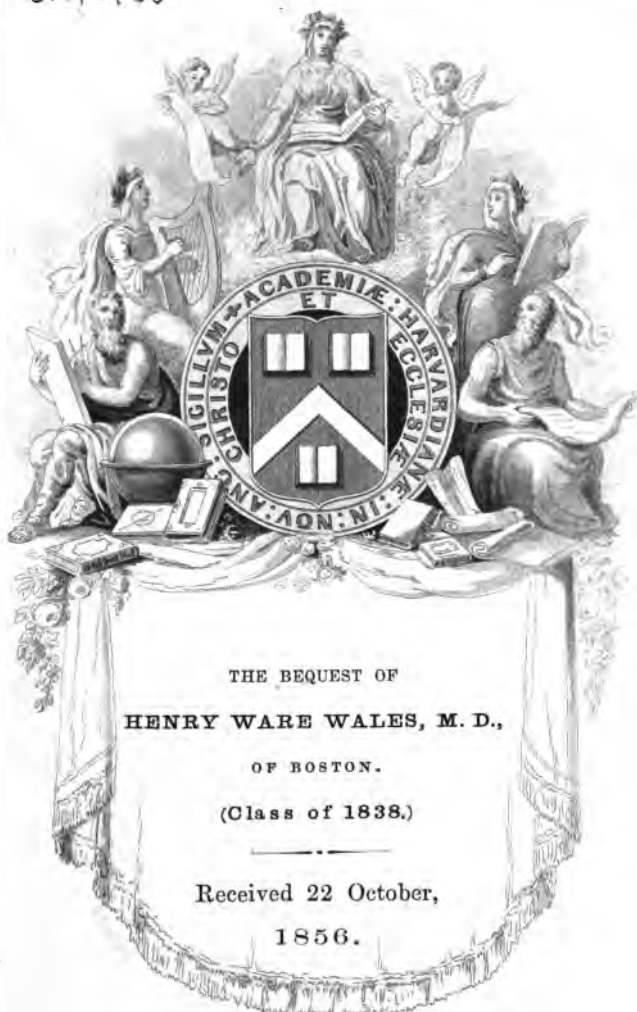 SIGILLVM ✢ ACADEMIÆ : HARVARDIANÆ : IN : NOV : ANG :
CHRISTO ET ECCLESIÆ
THE BEQUEST OF
HENRY WARE WALES, M. D.,
OF BOSTON.
(Class of 1838.)
Received 22 October,
1856.